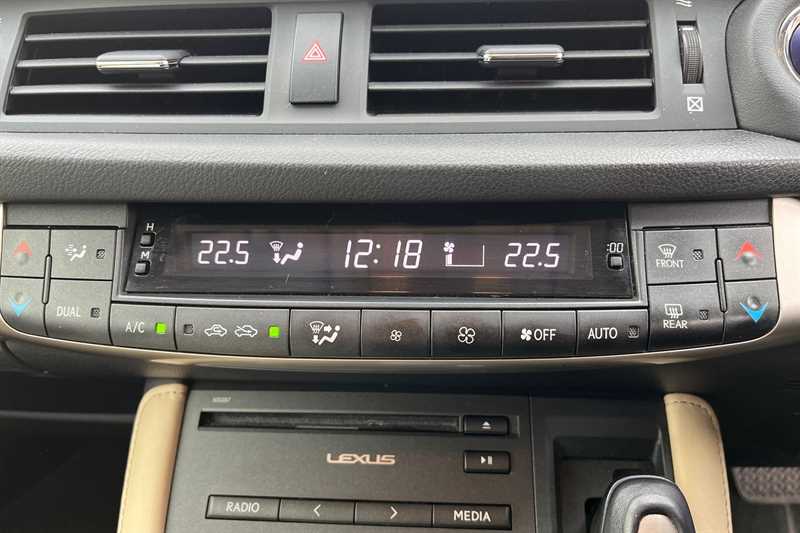 H
M
22.5 12:18 22.5
:00
FRONT
DUAL
A/C
OFF
AUTO
REAR
LEXUS
RADIO
MEDIA